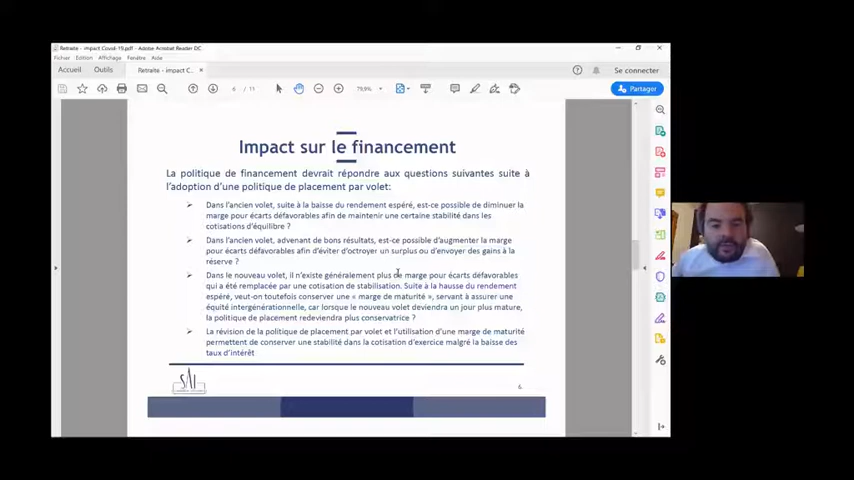 Retraite - impact Covid-19.pdf - Adobe Acrobat Reader DC
Fichier Edition Affichage Fenêtre Aide
Accueil Outils Retraite - impact C... ×
6 / 11 79,9% Se connecter
Partager
Impact sur le financement
La politique de financement devrait répondre aux questions suivantes suite à
l'adoption d'une politique de placement par volet:
Dans l'ancien volet, suite à la baisse du rendement espéré, est-ce possible de diminuer la
marge pour écarts défavorables afin de maintenir une certaine stabilité dans les
cotisations d'équilibre ?
Dans l'ancien volet, advenant de bons résultats, est-ce possible d'augmenter la marge
pour écarts défavorables afin d'éviter d'octroyer un surplus ou d'envoyer des gains à la
réserve ?
Dans le nouveau volet, il n'existe généralement plus de marge pour écarts défavorables
qui a été remplacée par une cotisation de stabilisation. Suite à la hausse du rendement
espéré, veut-on toutefois conserver une « marge de maturité », servant à assurer une
équité intergénérationnelle, car lorsque le nouveau volet deviendra un jour plus mature,
la politique de placement redeviendra plus conservatrice ?
La révision de la politique de placement par volet et l'utilisation d'une marge de maturité
permettent de conserver une stabilité dans la cotisation d'exercice malgré la baisse des
taux d'intérêt
SAI
6